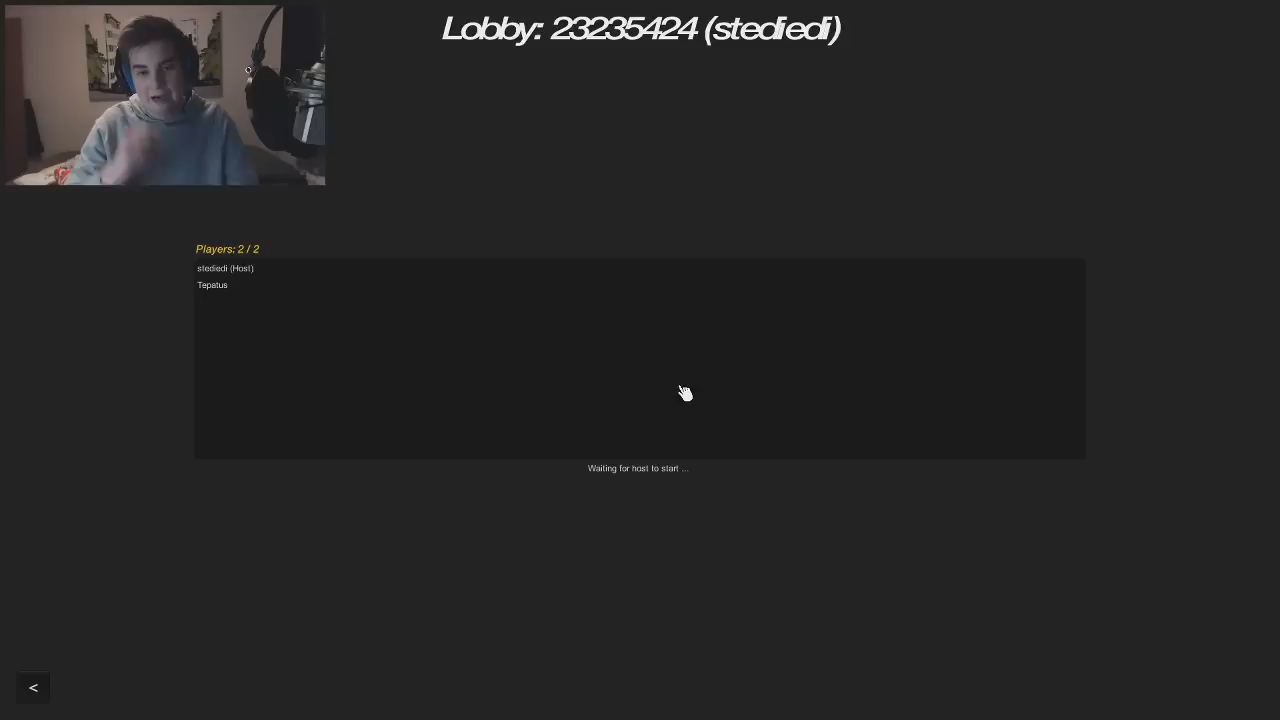 Lobby: 23235424 (stediedi)
Players: 2 / 2
stediedi (Host)
Tepatus
Waiting for host to start ...
<